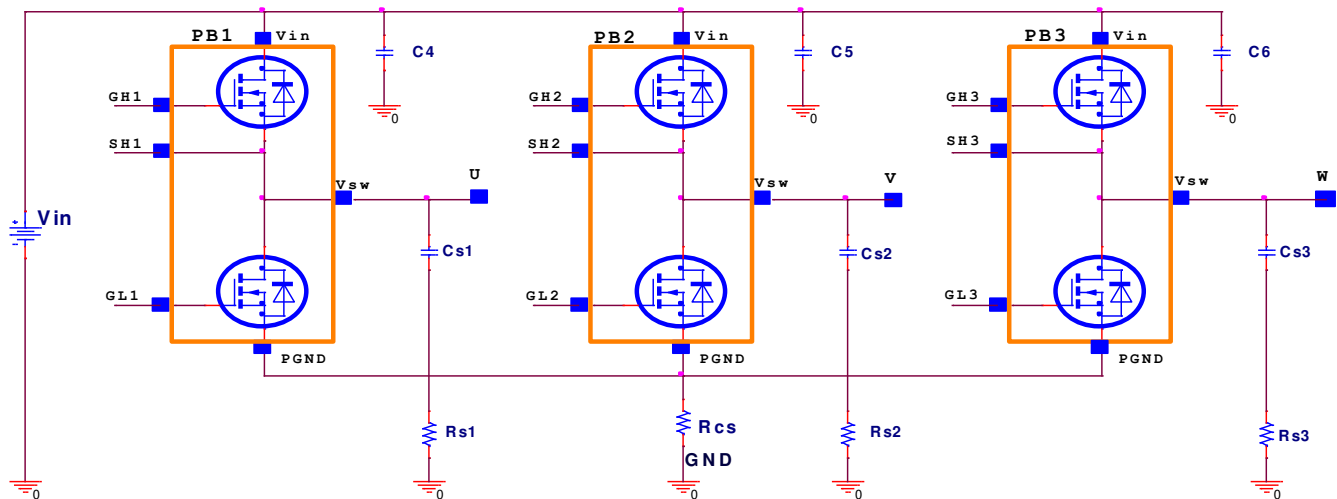 PB1 Vin C4 PB2 Vin C5 PB3 Vin C6
GH1 0 GH2 0 GH3 0
SH1 SH2 SH3
U V W
Vsw Vsw Vsw
Vin
Cs1 Cs2 Cs3
GL1 GL2 GL3
PGND PGND PGND
Rs1 Rcs Rs2 Rs3
GND
0 0 0 0 0